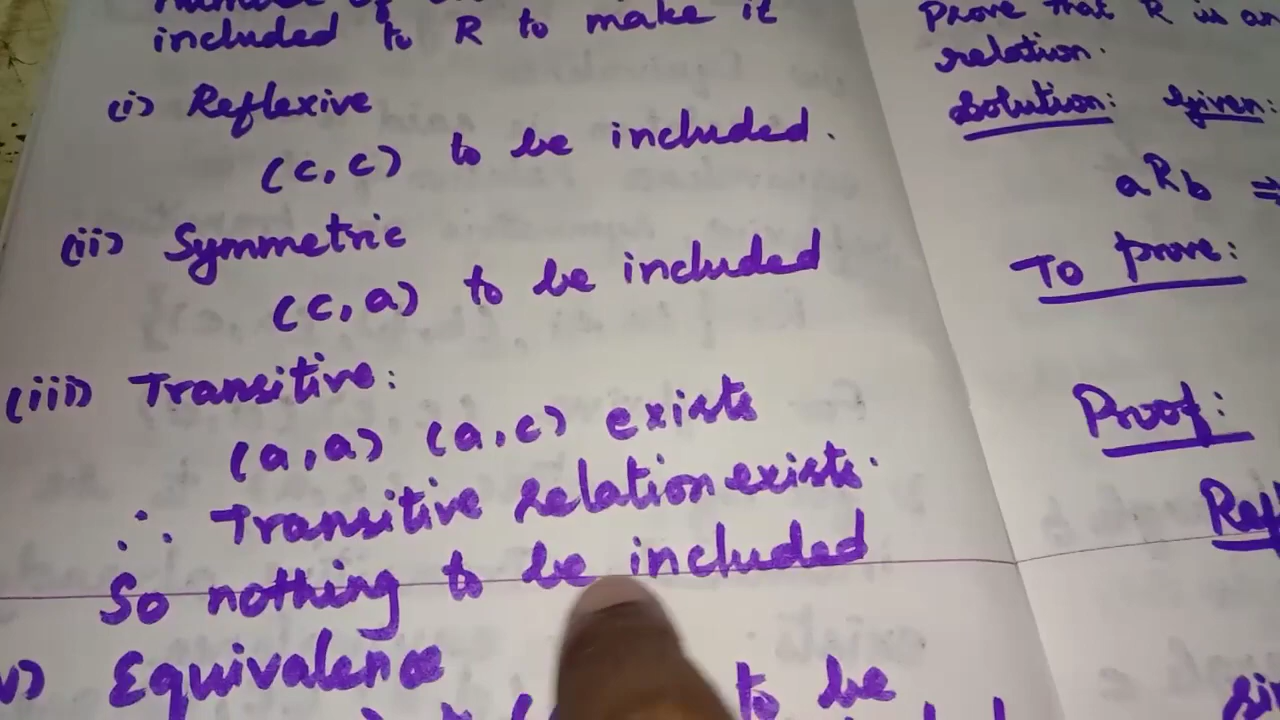 included to R to make it
(i) Reflexive
(c,c) to be included.
(ii) Symmetric
(c,a) to be included
(iii) Transitive:
(a,a) (a,c) exists
∴ Transitive relation exists.
So nothing to be included
Equivalence
to be
Prove that R is an
relation.
Solution: Given:
aRb ⇒
To prove:
Proof: